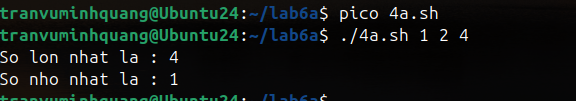 tranvuminhquang@Ubuntu24:~/lab6a$ pico 4a.sh
tranvuminhquang@Ubuntu24:~/lab6a$ ./4a.sh 1 2 4
So lon nhat la : 4
So nho nhat la : 1
tranvuminhquang@Ubuntu24:~/lab6a$